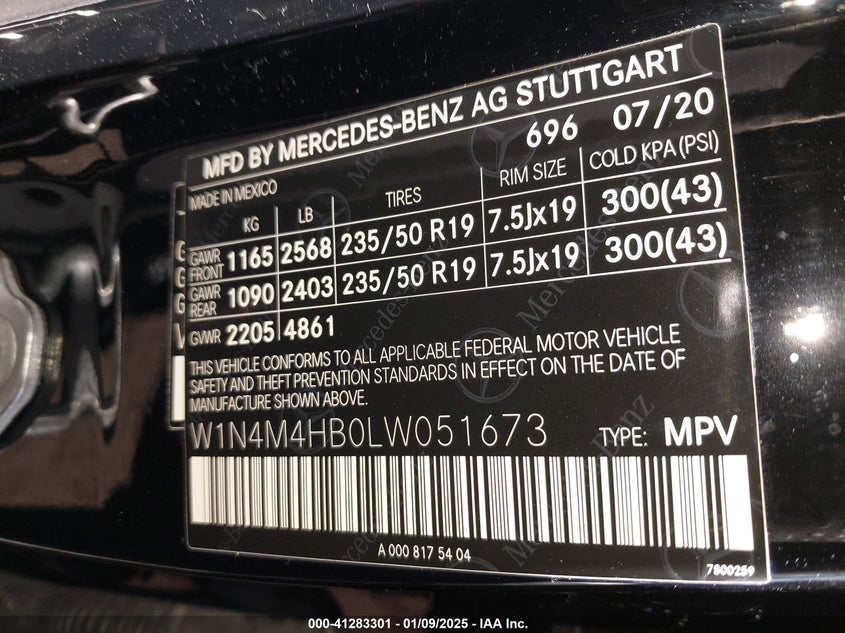 MFD BY MERCEDES-BENZ AG STUTTGART
696 07/20
MADE IN MEXICO
KG LB TIRES RIM SIZE COLD KPA (PSI)
GAWR FRONT 1165 2568 235/50 R19 7.5Jx19 300(43)
GAWR REAR 1090 2403 235/50 R19 7.5Jx19 300(43)
GVWR 2205 4861
THIS VEHICLE CONFORMS TO ALL APPLICABLE FEDERAL MOTOR VEHICLE
SAFETY AND THEFT PREVENTION STANDARDS IN EFFECT ON THE DATE OF
MANUFACTURE SHOWN ABOVE.
W1N4M4HB0LW051673 TYPE: MPV
A 000 817 54 04
7800259
000-41283301 - 01/09/2025 - IAA Inc.